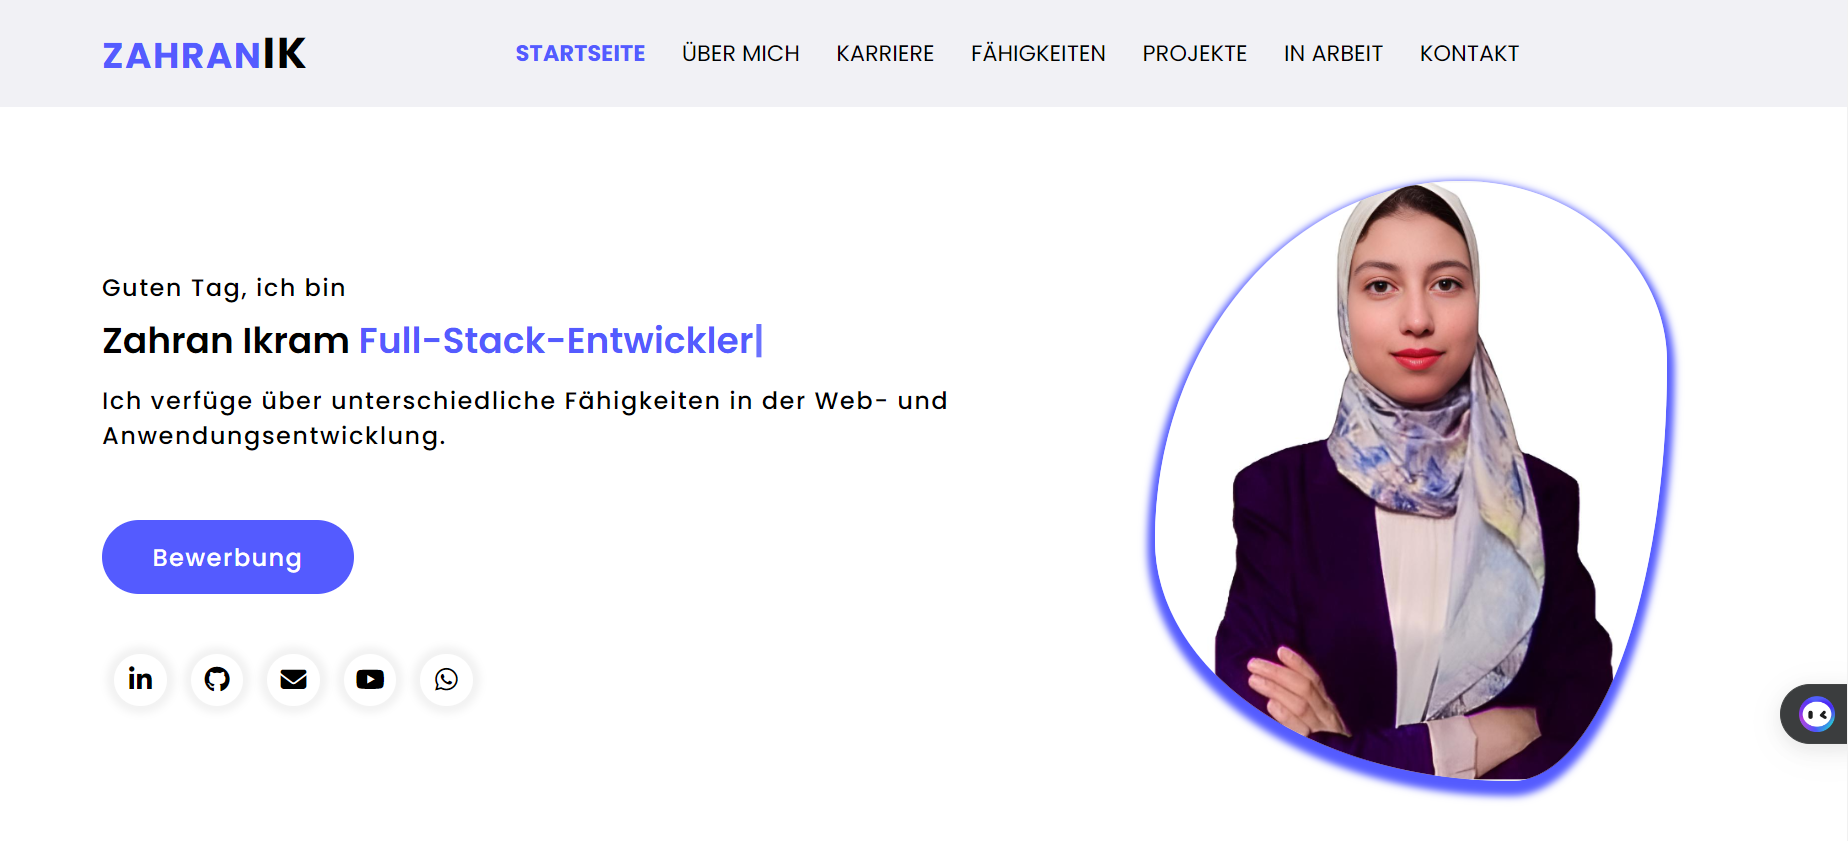 ZAHRANIK
STARTSEITE ÜBER MICH KARRIERE FÄHIGKEITEN PROJEKTE IN ARBEIT KONTAKT
Guten Tag, ich bin
Zahran Ikram Full-Stack-Entwickler|
Ich verfüge über unterschiedliche Fähigkeiten in der Web- und
Anwendungsentwicklung.
Bewerbung
in